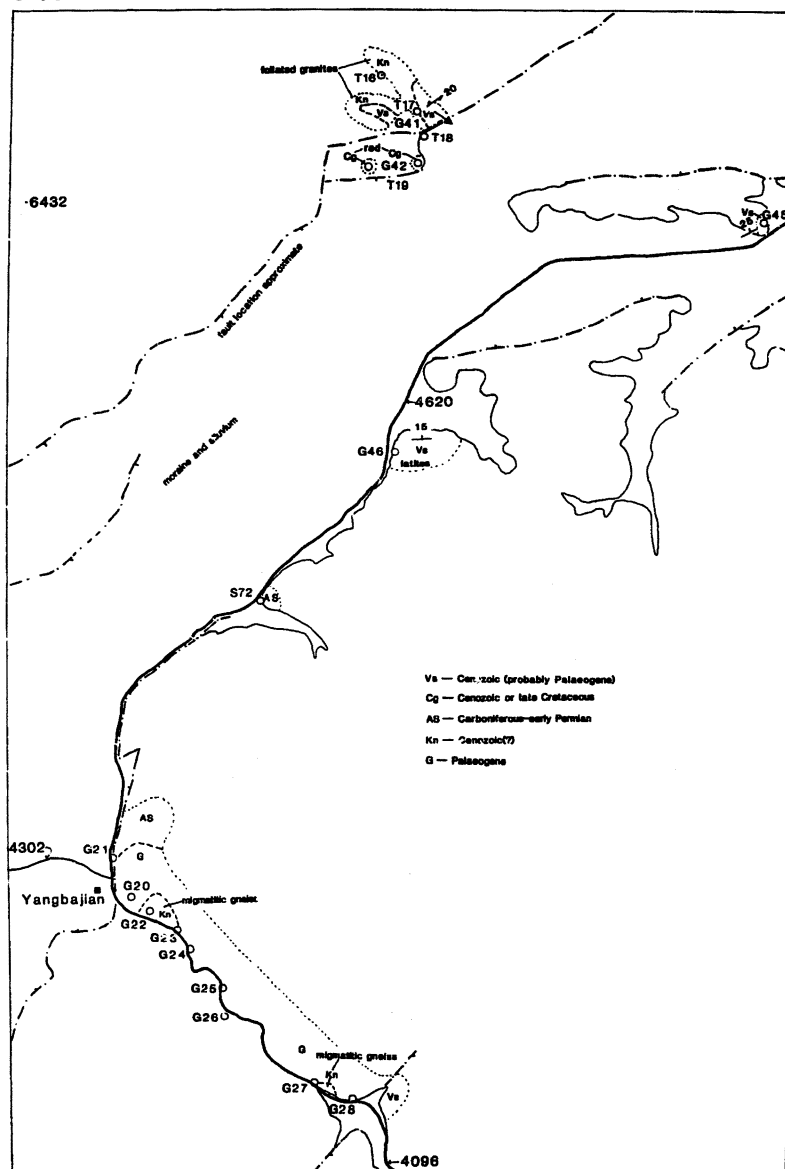 Kn
foliated granites
T16
20
Kn
T17
Vs
Vs
G41
T18
red
Cg
Cg
G42
T19
6432
Vs
G45
25
fault location approximate
4620
15
G46
Vs
latites
moraine and alluvium
S72
AS
Vs — Cenozoic (probably Palaeogene)
Cg — Cenozoic or late Cretaceous
AS — Carboniferous-early Permian
Kn — Cenozoic(?)
G — Palaeogene
AS
4302
G21
G
G20
migmatitic gneiss
Yangbajian
G22
Kn
G23
G24
G25
G26
G
migmatitic gneiss
Kn
G27
G28
Vs
4096